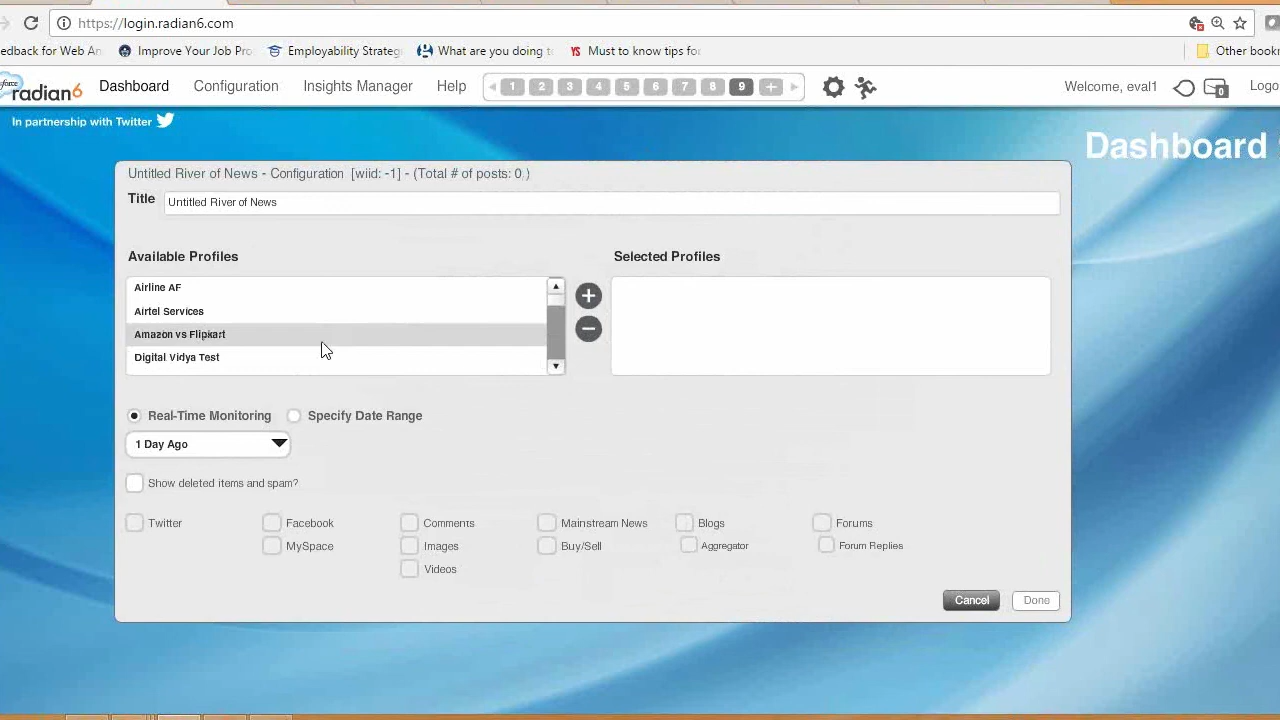 https://login.radian6.com
edback for Web An
Improve Your Job Pro
Employability Strateg
What are you doing t
YS Must to know tips for
Other book
force
radian6
Dashboard
Configuration
Insights Manager
Help
1 2 3 4 5 6 7 8 9 +
Welcome, eval1
0
Logo
In partnership with Twitter
Dashboard
Untitled River of News - Configuration [wiid: -1] - (Total # of posts: 0 )
Title
Untitled River of News
Available Profiles
Selected Profiles
Airline AF
Airtel Services
Amazon vs Flipkart
Digital Vidya Test
Real-Time Monitoring
Specify Date Range
1 Day Ago
Show deleted items and spam?
Twitter
Facebook
Comments
Mainstream News
Blogs
Forums
MySpace
Images
Buy/Sell
Aggregator
Forum Replies
Videos
Cancel
Done